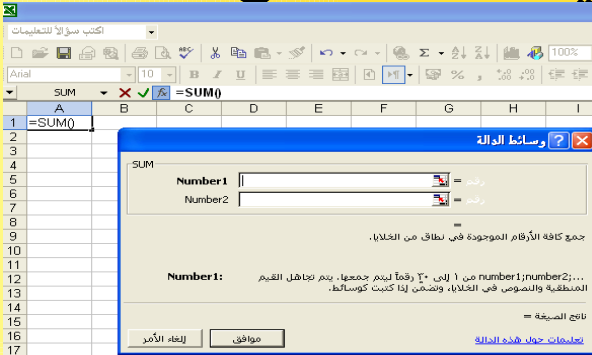 اكتب سؤالاً للتعليمات
100%
Arial 10 B I U
SUM =SUM()
A B C D E F G H I
1 =SUM()
2
3
4
5
6
7
8
9
10
11
12
13
14
15
16
17
وسائط الدالة
SUM
Number1 = رقم
Number2 = رقم
=
جمع كافة الأرقام الموجودة في نطاق من الخلايا.
Number1: number1;number2;... من ١ إلى ٣٠ رقماً ليتم جمعها. يتم تجاهل القيم
المنطقية والنصوص في الخلايا، وتضمّن إذا كتبت كوسائط.
ناتج الصيغة =
تعليمات حول هذه الدالة
موافق
إلغاء الأمر